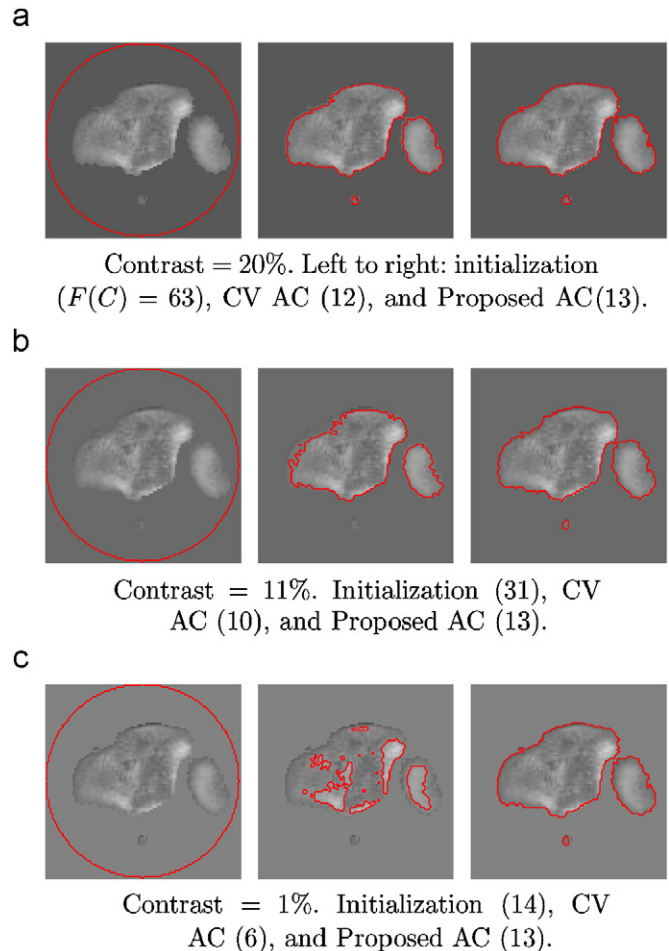 a
Contrast = 20%. Left to right: initialization
(F(C) = 63), CV AC (12), and Proposed AC(13).
b
Contrast = 11%. Initialization (31), CV
AC (10), and Proposed AC (13).
c
Contrast = 1%. Initialization (14), CV
AC (6), and Proposed AC (13).